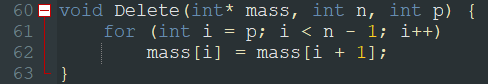 60 void Delete(int* mass, int n, int p) {
61     for (int i = p; i < n - 1; i++)
62         mass[i] = mass[i + 1];
63 }